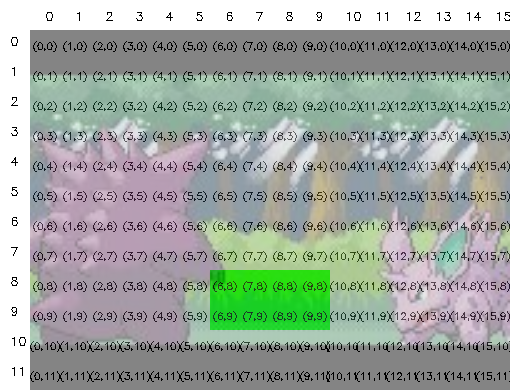 0 1 2 3 4 5 6 7 8 9 10 11 12 13 14 15
0 (0,0) (1,0) (2,0) (3,0) (4,0) (5,0) (6,0) (7,0) (8,0) (9,0) (10,0) (11,0) (12,0) (13,0) (14,0) (15,0)
1 (0,1) (1,1) (2,1) (3,1) (4,1) (5,1) (6,1) (7,1) (8,1) (9,1) (10,1) (11,1) (12,1) (13,1) (14,1) (15,1)
2 (0,2) (1,2) (2,2) (3,2) (4,2) (5,2) (6,2) (7,2) (8,2) (9,2) (10,2) (11,2) (12,2) (13,2) (14,2) (15,2)
3 (0,3) (1,3) (2,3) (3,3) (4,3) (5,3) (6,3) (7,3) (8,3) (9,3) (10,3) (11,3) (12,3) (13,3) (14,3) (15,3)
4 (0,4) (1,4) (2,4) (3,4) (4,4) (5,4) (6,4) (7,4) (8,4) (9,4) (10,4) (11,4) (12,4) (13,4) (14,4) (15,4)
5 (0,5) (1,5) (2,5) (3,5) (4,5) (5,5) (6,5) (7,5) (8,5) (9,5) (10,5) (11,5) (12,5) (13,5) (14,5) (15,5)
6 (0,6) (1,6) (2,6) (3,6) (4,6) (5,6) (6,6) (7,6) (8,6) (9,6) (10,6) (11,6) (12,6) (13,6) (14,6) (15,6)
7 (0,7) (1,7) (2,7) (3,7) (4,7) (5,7) (6,7) (7,7) (8,7) (9,7) (10,7) (11,7) (12,7) (13,7) (14,7) (15,7)
8 (0,8) (1,8) (2,8) (3,8) (4,8) (5,8) (6,8) (7,8) (8,8) (9,8) (10,8) (11,8) (12,8) (13,8) (14,8) (15,8)
9 (0,9) (1,9) (2,9) (3,9) (4,9) (5,9) (6,9) (7,9) (8,9) (9,9) (10,9) (11,9) (12,9) (13,9) (14,9) (15,9)
10 (0,10) (1,10) (2,10) (3,10) (4,10) (5,10) (6,10) (7,10) (8,10) (9,10) (10,10) (11,10) (12,10) (13,10) (14,10) (15,10)
11 (0,11) (1,11) (2,11) (3,11) (4,11) (5,11) (6,11) (7,11) (8,11) (9,11) (10,11) (11,11) (12,11) (13,11) (14,11) (15,11)